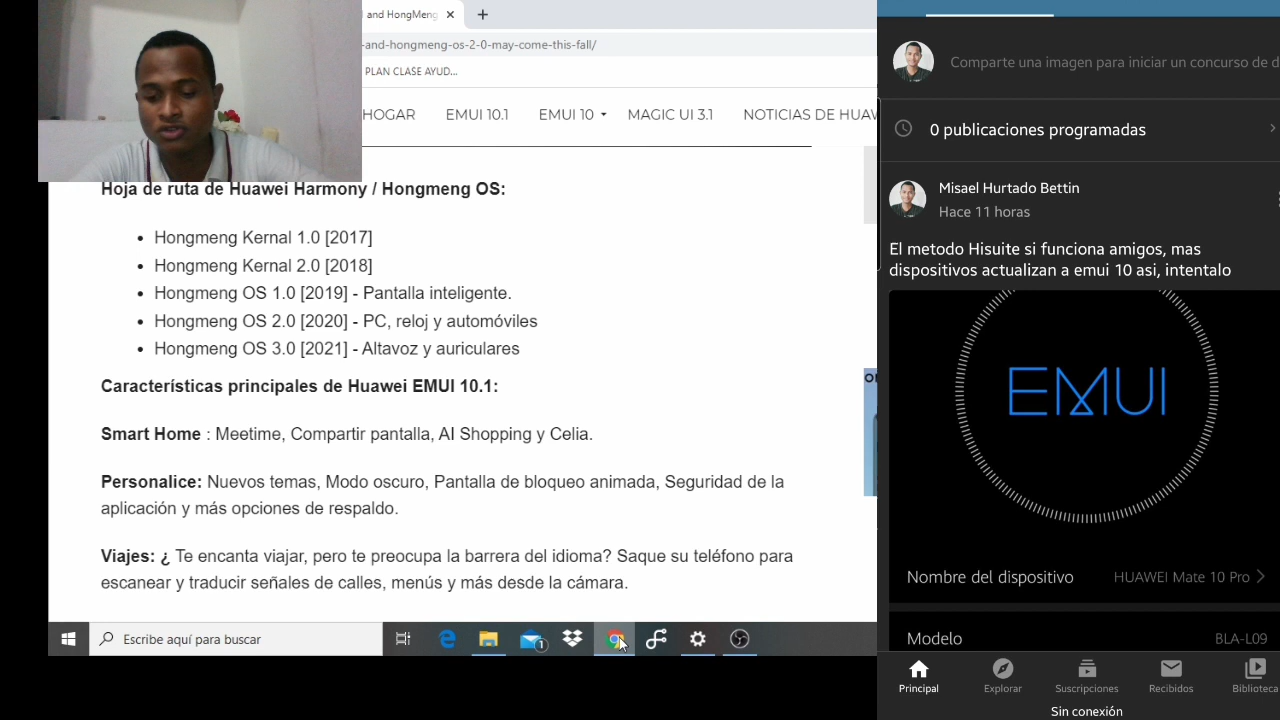 and HongMeng
-and-hongmeng-os-2-0-may-come-this-fall/
PLAN CLASE AYUD...
HOGAR EMUI 10.1 EMUI 10 MAGIC UI 3.1 NOTICIAS DE HUAW
Hoja de ruta de Huawei Harmony / Hongmeng OS:
• Hongmeng Kernal 1.0 [2017]
• Hongmeng Kernal 2.0 [2018]
• Hongmeng OS 1.0 [2019] - Pantalla inteligente.
• Hongmeng OS 2.0 [2020] - PC, reloj y automóviles
• Hongmeng OS 3.0 [2021] - Altavoz y auriculares
Características principales de Huawei EMUI 10.1:
Smart Home : Meetime, Compartir pantalla, AI Shopping y Celia.
Personalice: Nuevos temas, Modo oscuro, Pantalla de bloqueo animada, Seguridad de la
aplicación y más opciones de respaldo.
Viajes: ¿ Te encanta viajar, pero te preocupa la barrera del idioma? Saque su teléfono para
escanear y traducir señales de calles, menús y más desde la cámara.
Escribe aquí para buscar
1
Comparte una imagen para iniciar un concurso de d
0 publicaciones programadas
Misael Hurtado Bettin
Hace 11 horas
El metodo Hisuite si funciona amigos, mas
dispositivos actualizan a emui 10 asi, intentalo
EMUI
Nombre del dispositivo HUAWEI Mate 10 Pro
Modelo BLA-L09
Principal Explorar Suscripciones Recibidos Biblioteca
Sin conexión